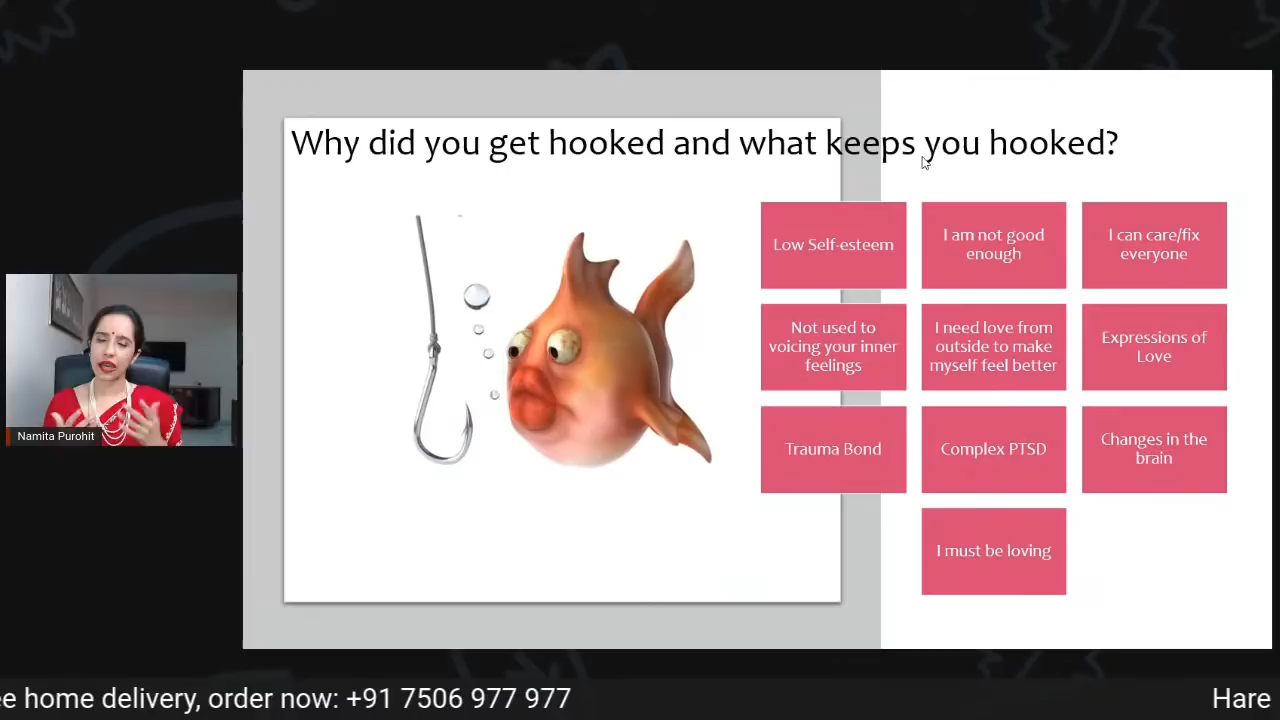 Why did you get hooked and what keeps you hooked?
Low Self-esteem
I am not good
enough
I can care/fix
everyone
Not used to
voicing your inner
feelings
I need love from
outside to make
myself feel better
Expressions of
Love
Trauma Bond
Complex PTSD
Changes in the
brain
I must be loving
Namita Purohit
e home delivery, order now: +91 7506 977 977
Hare